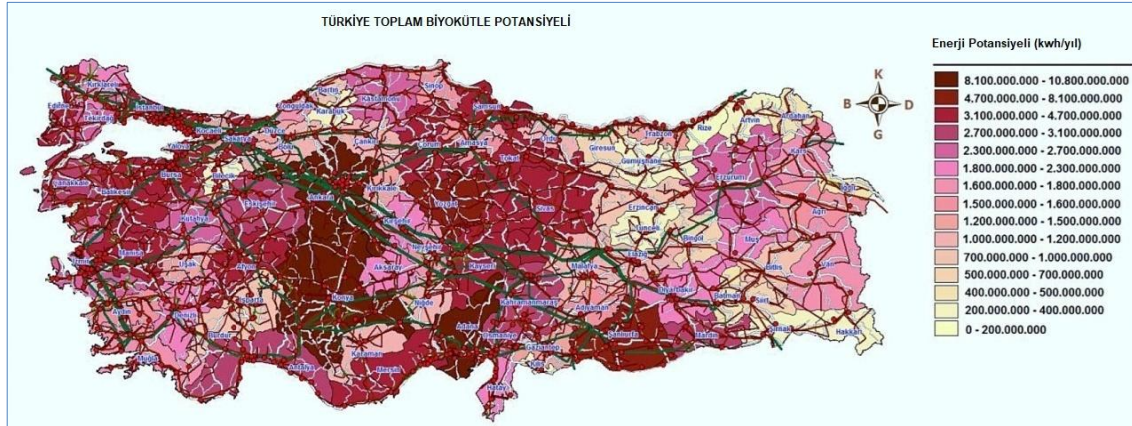 TÜRKİYE TOPLAM BİYOKÜTLE POTANSİYELİ
Enerji Potansiyeli (kwh/yıl)
8.100.000.000 - 10.800.000.000
4.700.000.000 - 8.100.000.000
3.100.000.000 - 4.700.000.000
2.700.000.000 - 3.100.000.000
2.300.000.000 - 2.700.000.000
1.800.000.000 - 2.300.000.000
1.600.000.000 - 1.800.000.000
1.500.000.000 - 1.600.000.000
1.200.000.000 - 1.500.000.000
1.000.000.000 - 1.200.000.000
700.000.000 - 1.000.000.000
500.000.000 - 700.000.000
400.000.000 - 500.000.000
200.000.000 - 400.000.000
0 - 200.000.000
K
B
D
G
Kırklareli
Edirne
Tekirdağ
İstanbul
Kocaeli
Sakarya
Yalova
Düzce
Bolu
Zonguldak
Bartın
Karabük
Kastamonu
Sinop
Samsun
Çankırı
Çorum
Amasya
Tokat
Ordu
Giresun
Trabzon
Rize
Artvin
Ardahan
Kars
Gümüşhane
Erzurum
Iğdır
Ağrı
Çanakkale
Balıkesir
Bursa
Bilecik
Eskişehir
Ankara
Kırıkkale
Yozgat
Sivas
Erzincan
Tunceli
Bingöl
Muş
Kütahya
Kırşehir
Nevşehir
Kayseri
Malatya
Elazığ
Bitlis
Van
Manisa
İzmir
Uşak
Afyon
Aksaray
Konya
Niğde
Kahramanmaraş
Adıyaman
Diyarbakır
Batman
Siirt
Şırnak
Hakkari
Aydın
Denizli
Isparta
Burdur
Muğla
Antalya
Karaman
Mersin
Adana
Osmaniye
Gaziantep
Kilis
Hatay
Şanlıurfa
Mardin